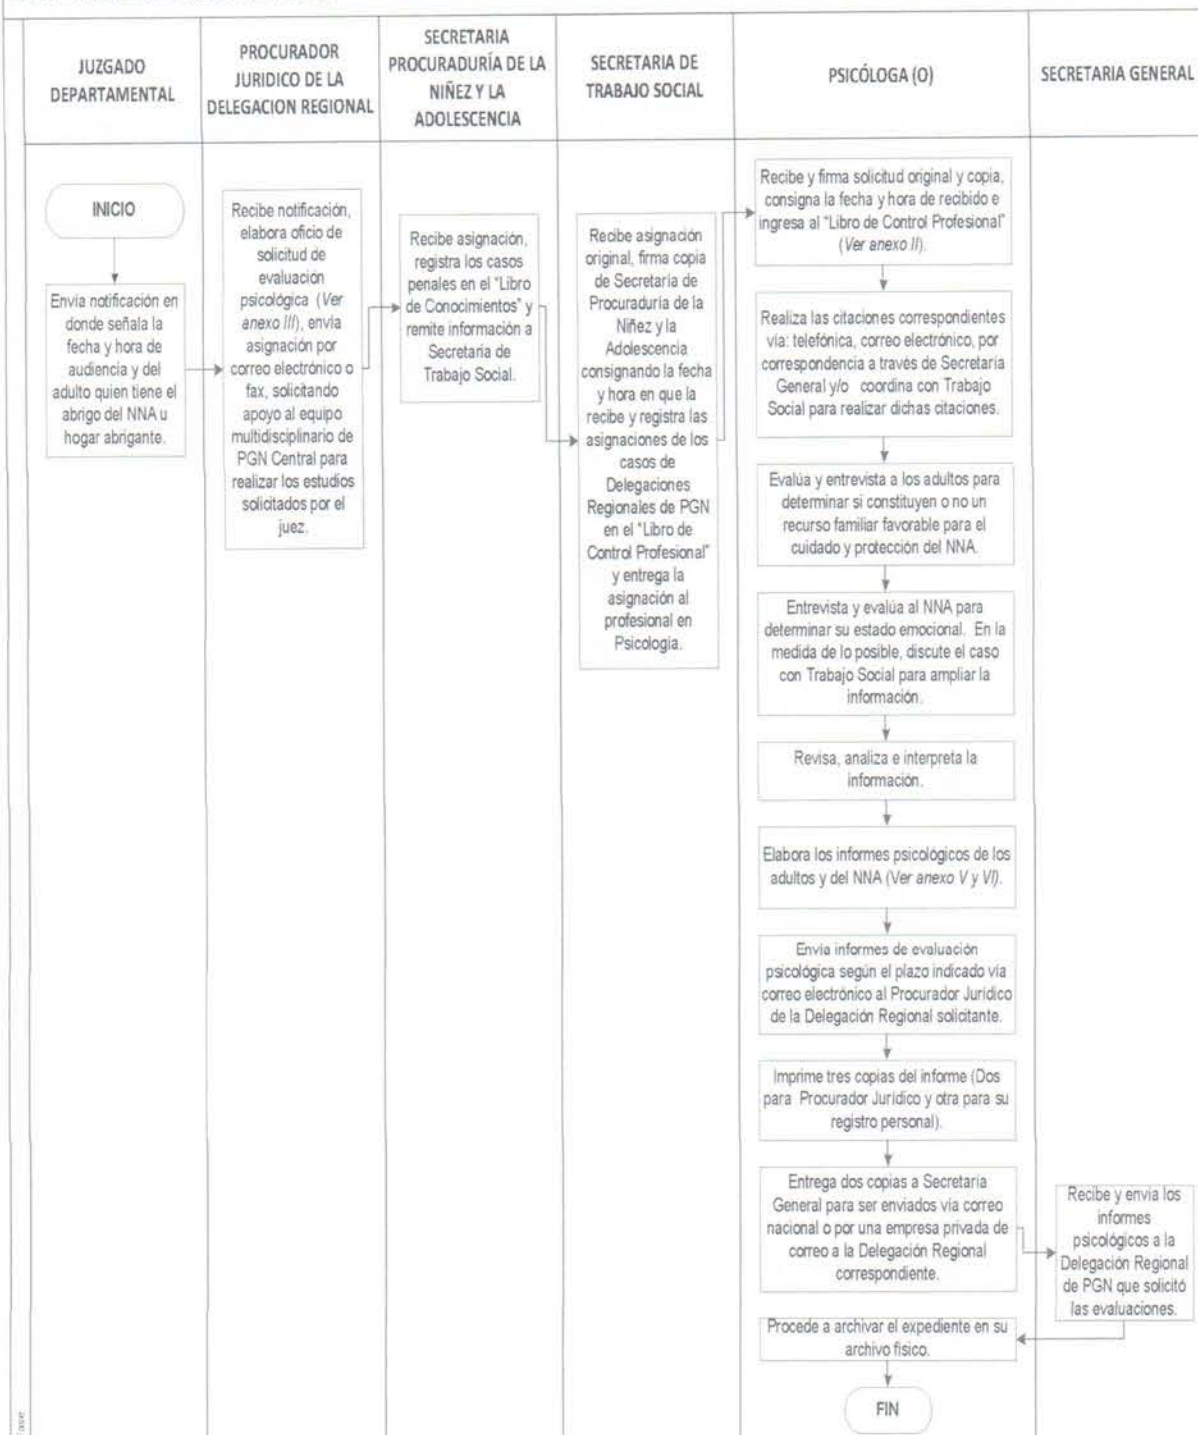 JUZGADO
DEPARTAMENTAL
PROCURADOR
JURIDICO DE LA
DELEGACION REGIONAL
SECRETARIA
PROCURADURÍA DE LA
NIÑEZ Y LA
ADOLESCENCIA
SECRETARIA DE
TRABAJO SOCIAL
PSICÓLOGA (O)
SECRETARIA GENERAL
INICIO
Envía notificación en
donde señala la
fecha y hora de
audiencia y del
adulto quien tiene el
abrigo del NNA u
hogar abrigante.
Recibe notificación,
elabora oficio de
solicitud de
evaluación
psicológica (Ver
anexo III), envía
asignación por
correo electrónico o
fax, solicitando
apoyo al equipo
multidisciplinario de
PGN Central para
realizar los estudios
solicitados por el
juez.
Recibe asignación,
registra los casos
penales en el "Libro
de Conocimientos" y
remite información a
Secretaria de
Trabajo Social.
Recibe asignación
original, firma copia
de Secretaría de
Procuraduría de la
Niñez y la
Adolescencia
consignando la fecha
y hora en que la
recibe y registra las
asignaciones de los
casos de
Delegaciones
Regionales de PGN
en el "Libro de
Control Profesional"
y entrega la
asignación al
profesional en
Psicología.
Recibe y firma solicitud original y copia,
consigna la fecha y hora de recibido e
ingresa al "Libro de Control Profesional"
(Ver anexo II).
Realiza las citaciones correspondientes
vía: telefónica, correo electrónico, por
correspondencia a través de Secretaría
General y/o coordina con Trabajo
Social para realizar dichas citaciones.
Evalúa y entrevista a los adultos para
determinar si constituyen o no un
recurso familiar favorable para el
cuidado y protección del NNA.
Entrevista y evalúa al NNA para
determinar su estado emocional. En la
medida de lo posible, discute el caso
con Trabajo Social para ampliar la
información.
Revisa, analiza e interpreta la
información.
Elabora los informes psicológicos de los
adultos y del NNA (Ver anexo V y VI).
Envía informes de evaluación
psicológica según el plazo indicado vía
correo electrónico al Procurador Jurídico
de la Delegación Regional solicitante.
Imprime tres copias del informe (Dos
para Procurador Jurídico y otra para su
registro personal).
Entrega dos copias a Secretaria
General para ser enviados vía correo
nacional o por una empresa privada de
correo a la Delegación Regional
correspondiente.
Recibe y envía los
informes
psicológicos a la
Delegación Regional
de PGN que solicitó
las evaluaciones.
Procede a archivar el expediente en su
archivo físico.
FIN
Fase